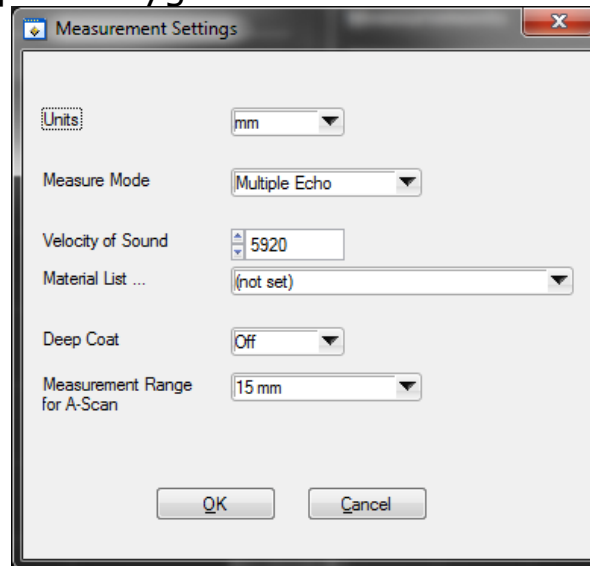 Measurement Settings
Units
mm
Measure Mode
Multiple Echo
Velocity of Sound
5920
Material List ...
(not set)
Deep Coat
Off
Measurement Range
for A-Scan
15 mm
OK
Cancel